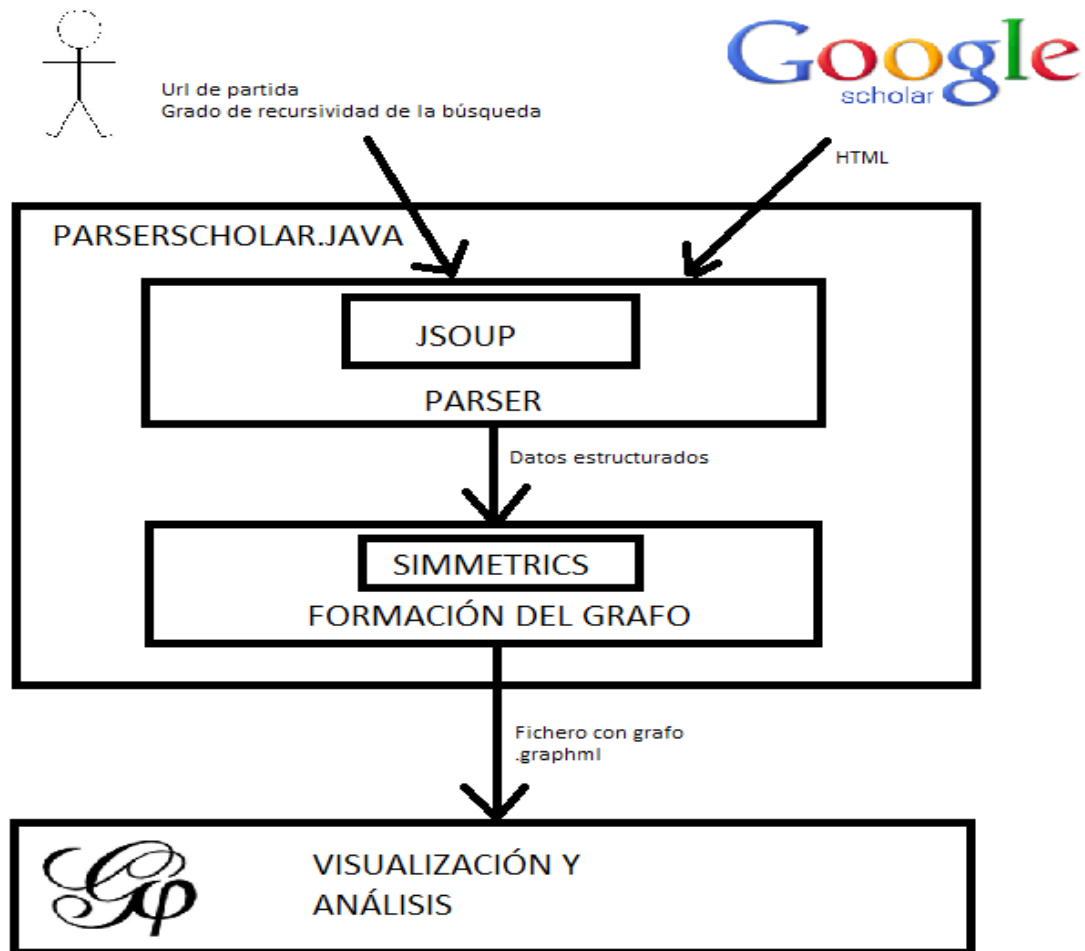 Url de partida
Grado de recursividad de la búsqueda
Google
scholar
HTML
PARSERSCHOLAR.JAVA
JSOUP
PARSER
Datos estructurados
SIMMETRICS
FORMACIÓN DEL GRAFO
Fichero con grafo
.graphml
Gφ
VISUALIZACIÓN Y
ANÁLISIS